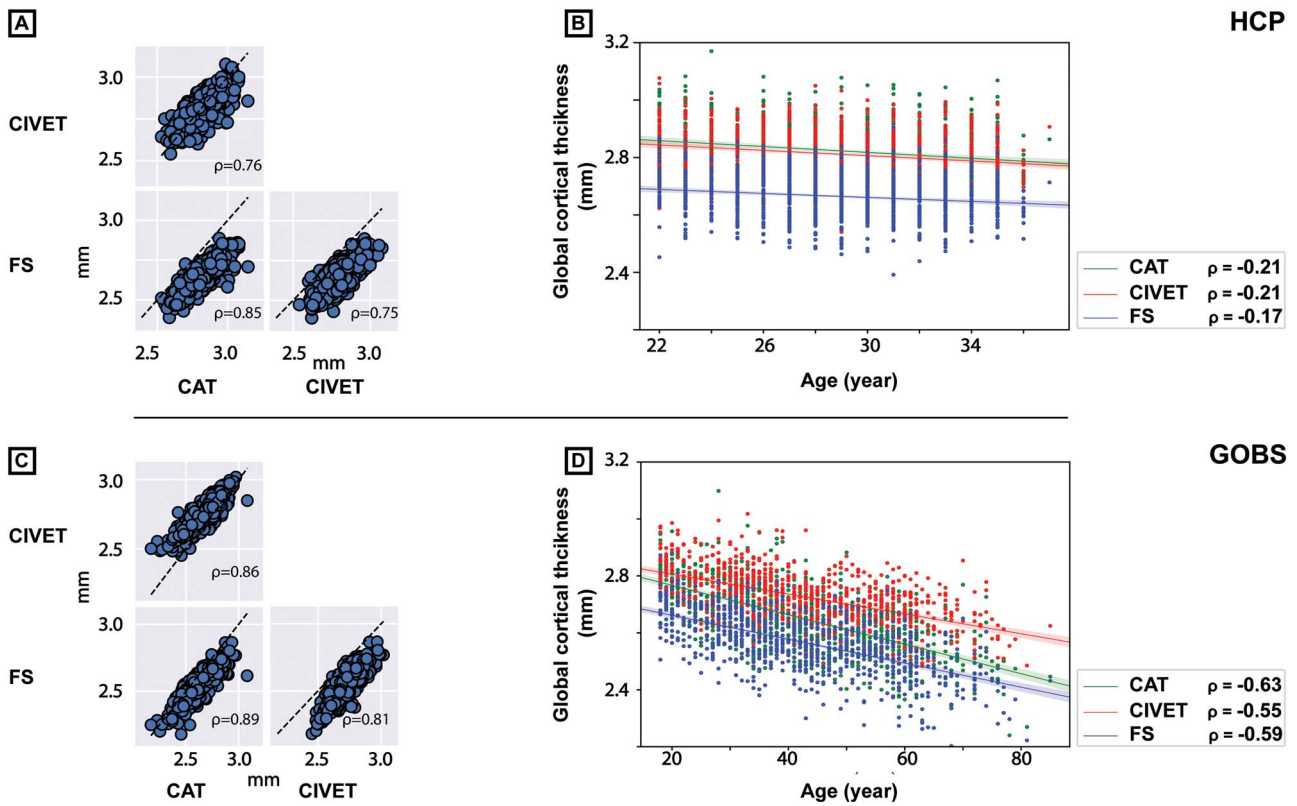 A
B
HCP
CIVET
3.0
2.5
ρ=0.76
FS
mm
3.0
2.5
ρ=0.85
ρ=0.75
2.5
3.0
mm
2.5
3.0
CAT
CIVET
Global cortical thcikness
(mm)
3.2
2.8
2.4
22
26
30
34
Age (year)
CAT ρ = -0.21
CIVET ρ = -0.21
FS ρ = -0.17
C
D
GOBS
CIVET
3.0
2.5
ρ=0.86
mm
FS
3.0
2.5
ρ=0.89
ρ=0.81
2.5
3.0
2.5
3.0
mm
CAT
CIVET
Global cortical thcikness
(mm)
3.2
2.8
2.4
20
40
60
80
Age (year)
CAT ρ = -0.63
CIVET ρ = -0.55
FS ρ = -0.59